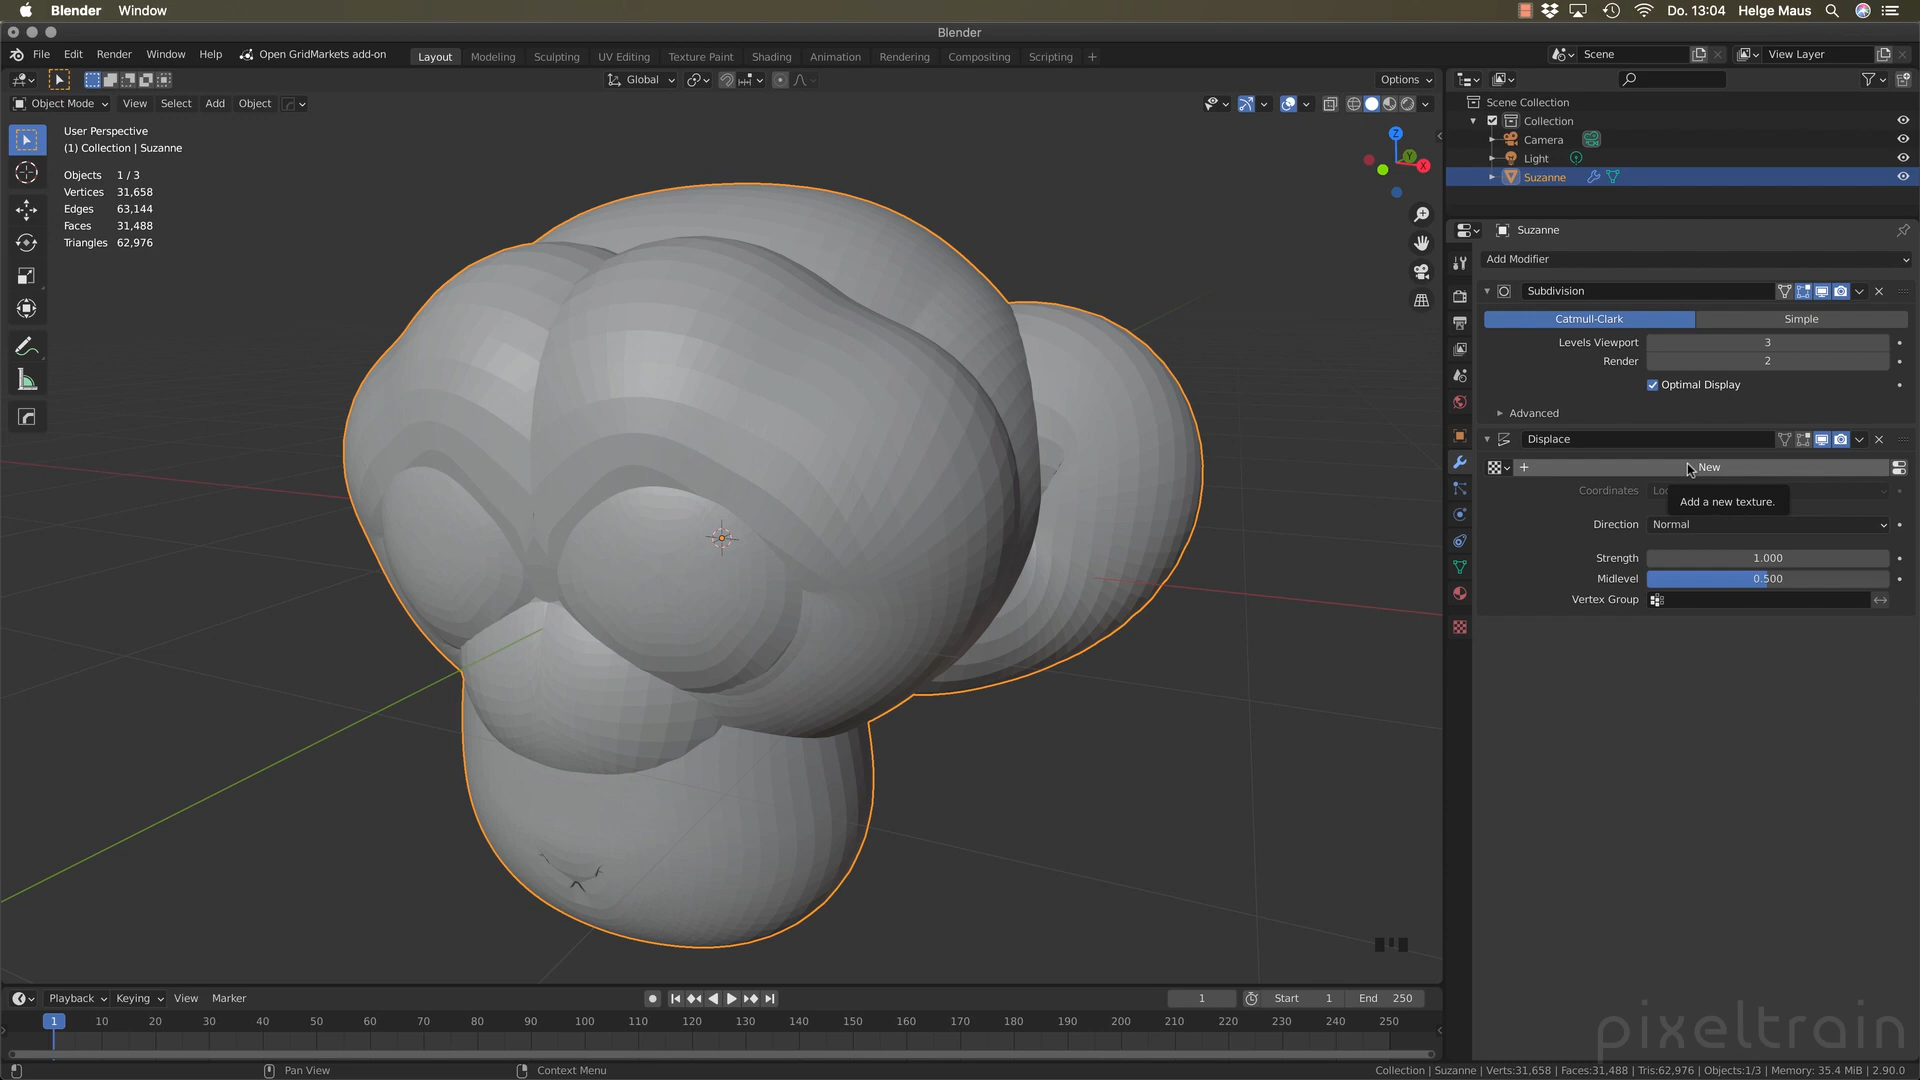 Blender Window Do. 13:04 Helge Maus
Blender
File Edit Render Window Help Open GridMarkets add-on Layout Modeling Sculpting UV Editing Texture Paint Shading Animation Rendering Compositing Scripting + Scene View Layer
Global Options
Object Mode View Select Add Object
User Perspective
(1) Collection | Suzanne
Objects 1 / 3
Vertices 31,658
Edges 63,144
Faces 31,488
Triangles 62,976
Z
Y
X
Scene Collection
Collection
Camera
Light
Suzanne
Suzanne
Add Modifier
Subdivision
Catmull-Clark Simple
Levels Viewport 3
Render 2
Optimal Display
Advanced
Displace
+ New
Coordinates
Add a new texture.
Direction Normal
Strength 1.000
Midlevel 0.500
Vertex Group
Playback Keying View Marker 1 Start 1 End 250
1 10 20 30 40 50 60 70 80 90 100 110 120 130 140 150 160 170 180 190 200 210 220 230 240 250
pixeltrain
Pan View Context Menu Collection | Suzanne | Verts:31,658 | Faces:31,488 | Tris:62,976 | Objects:1/3 | Memory: 35.4 MiB | 2.90.0